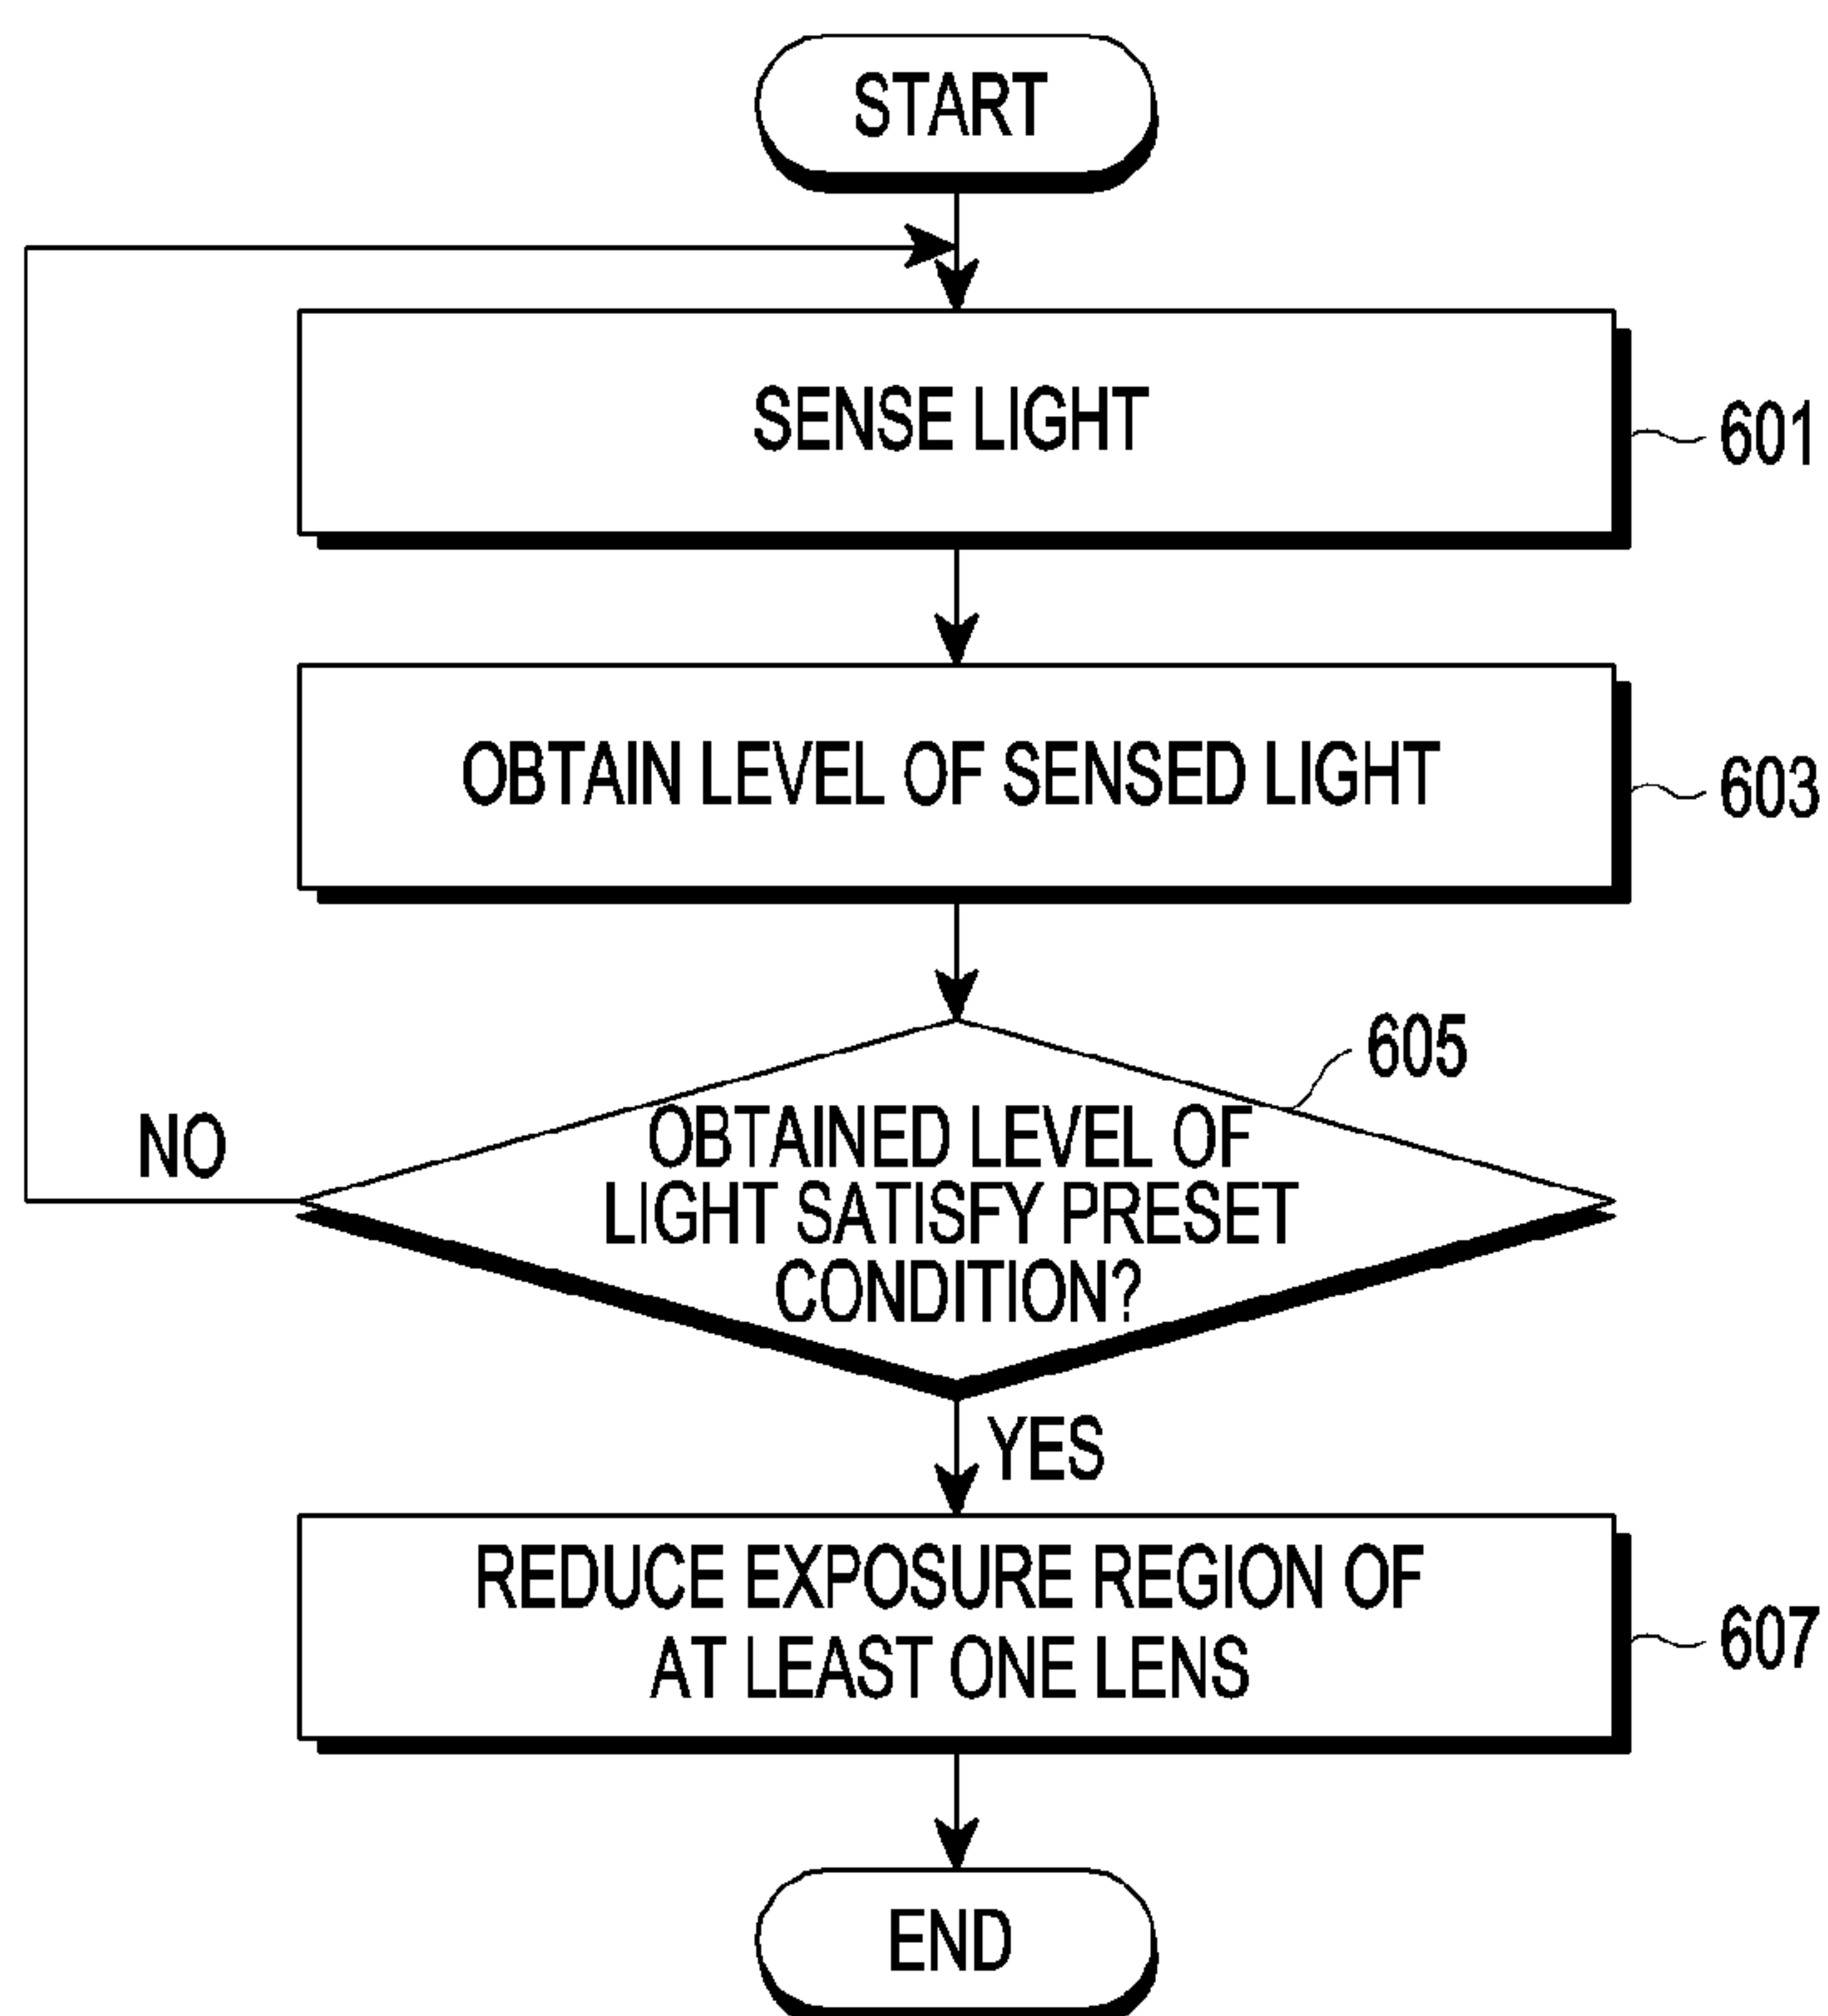 START
SENSE LIGHT
601
OBTAIN LEVEL OF SENSED LIGHT
603
605
OBTAINED LEVEL OF
LIGHT SATISFY PRESET
CONDITION?
NO
YES
REDUCE EXPOSURE REGION OF
AT LEAST ONE LENS
607
END